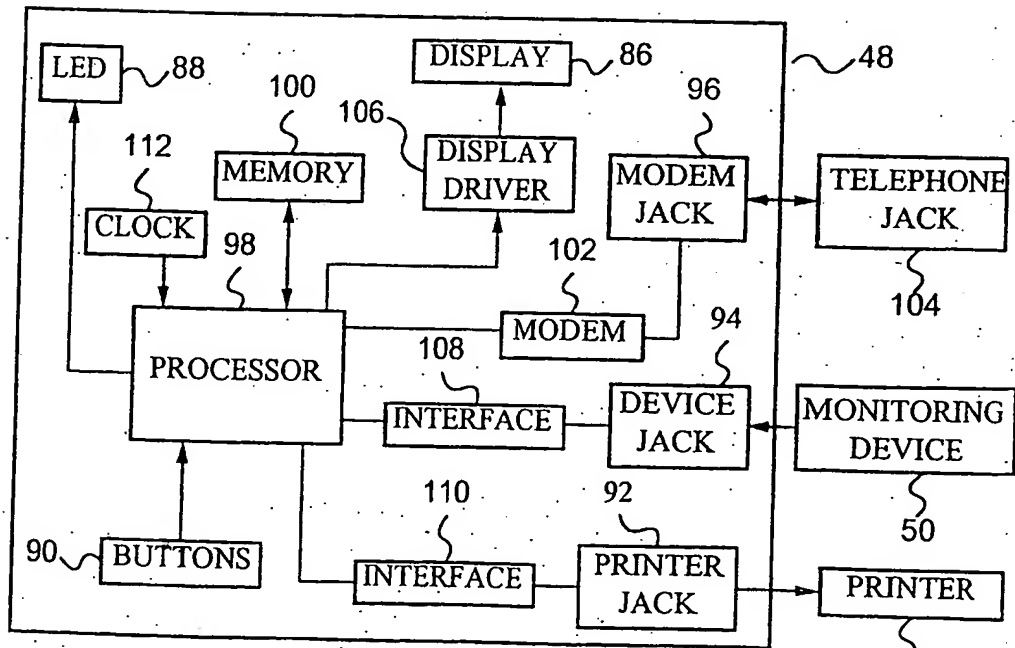 LED
88
DISPLAY
86
48
100
106
96
112
MEMORY
DISPLAY
DRIVER
MODEM
JACK
TELEPHONE
JACK
CLOCK
98
102
104
MODEM
94
PROCESSOR
108
INTERFACE
DEVICE
JACK
MONITORING
DEVICE
110
92
50
90
BUTTONS
INTERFACE
PRINTER
JACK
PRINTER